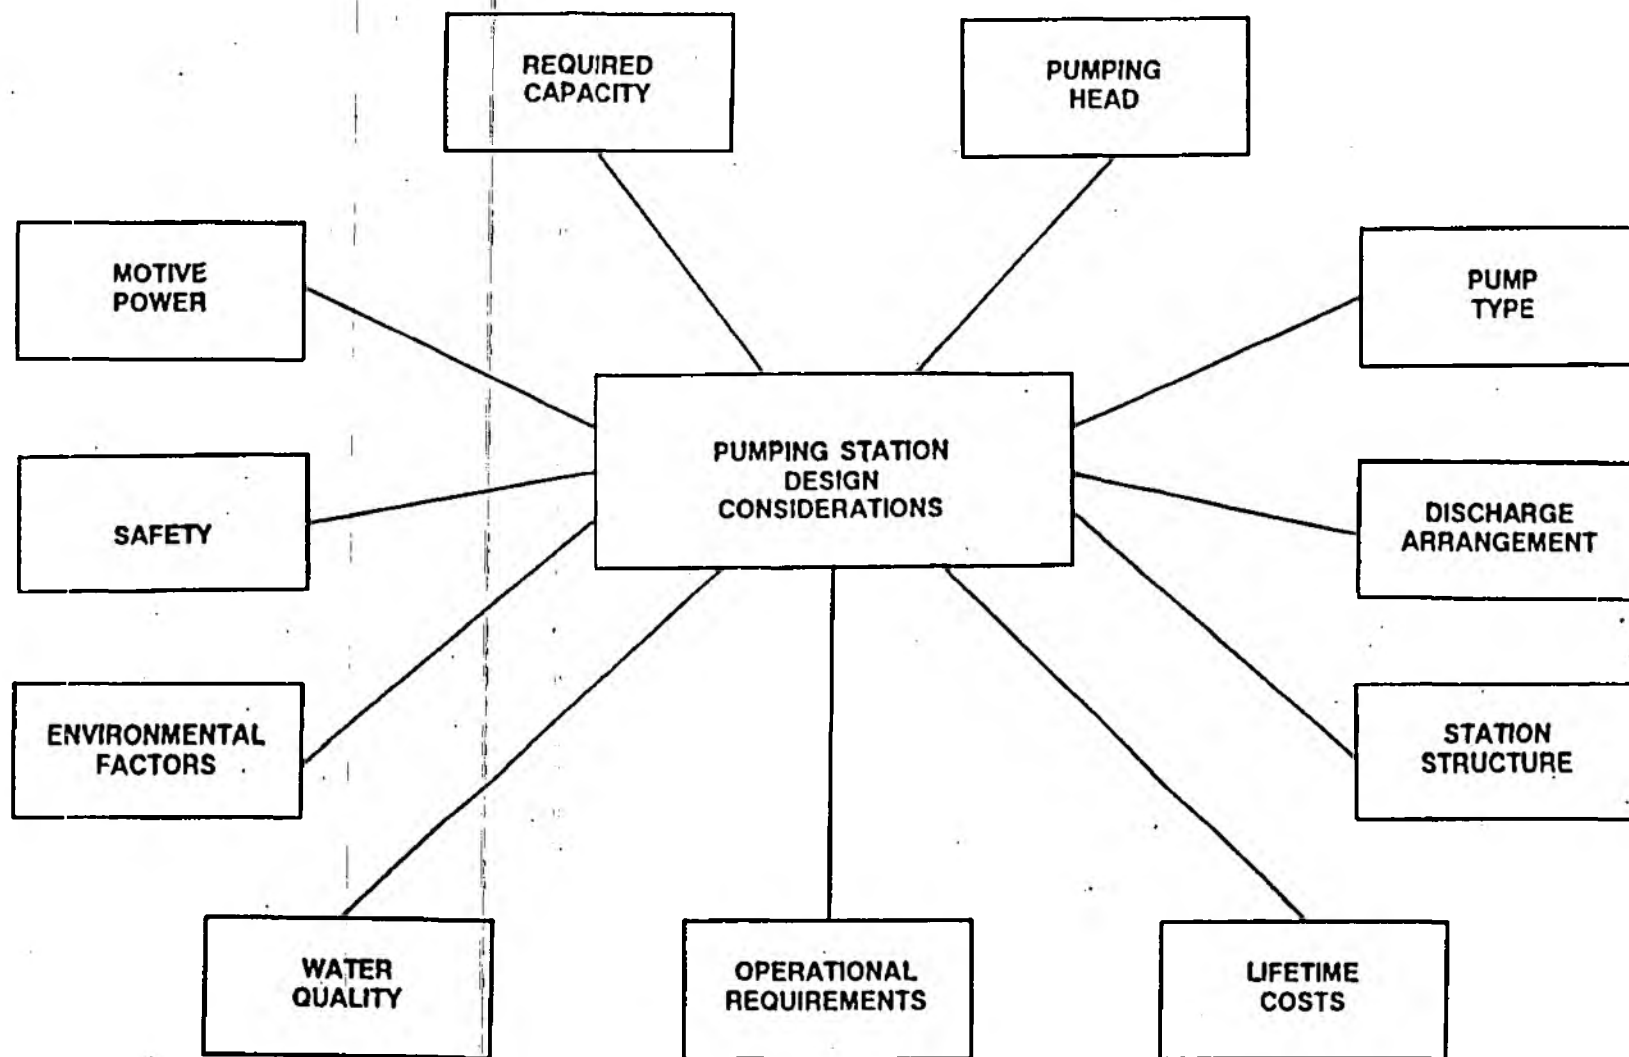 REQUIRED
CAPACITY
PUMPING
HEAD
MOTIVE
POWER
PUMP
TYPE
PUMPING STATION
DESIGN
CONSIDERATIONS
SAFETY
DISCHARGE
ARRANGEMENT
ENVIRONMENTAL
FACTORS
STATION
STRUCTURE
WATER
QUALITY
OPERATIONAL
REQUIREMENTS
LIFETIME
COSTS